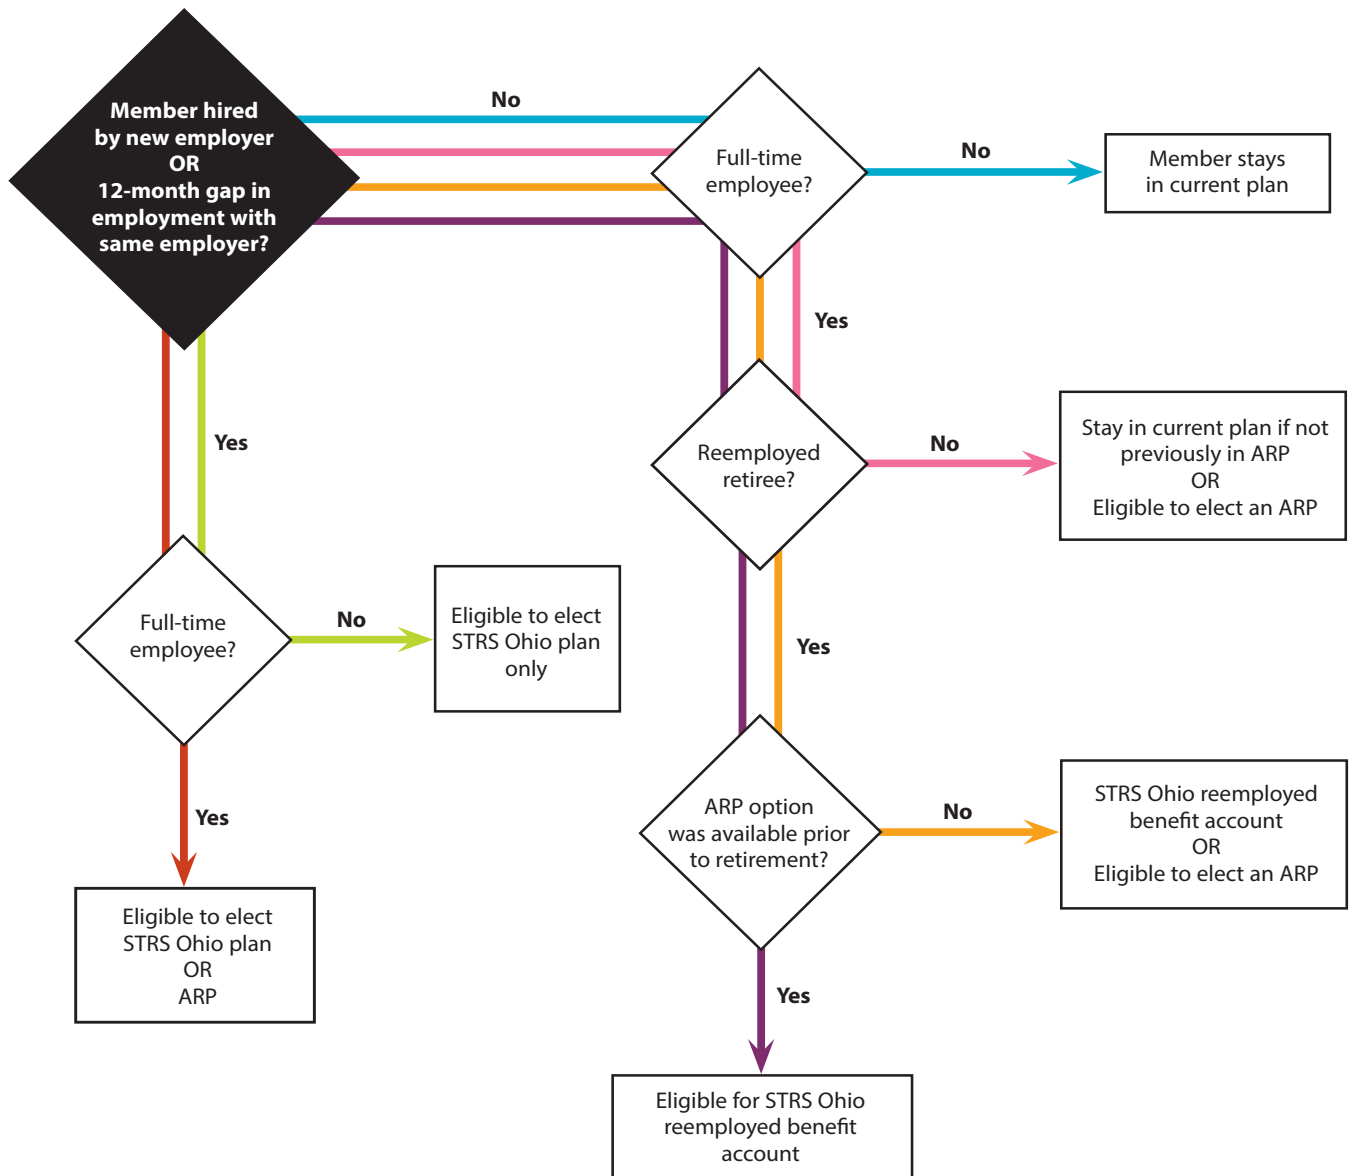 Member hired
by new employer
OR
12-month gap in
employment with
same employer?
No
Full-time
employee?
No
Member stays
in current plan
Yes
Yes
Reemployed
retiree?
No
Stay in current plan if not
previously in ARP
OR
Eligible to elect an ARP
Full-time
employee?
No
Eligible to elect
STRS Ohio plan
only
Yes
Yes
ARP option
was available prior
to retirement?
No
STRS Ohio reemployed
benefit account
OR
Eligible to elect an ARP
Eligible to elect
STRS Ohio plan
OR
ARP
Yes
Eligible for STRS Ohio
reemployed benefit
account